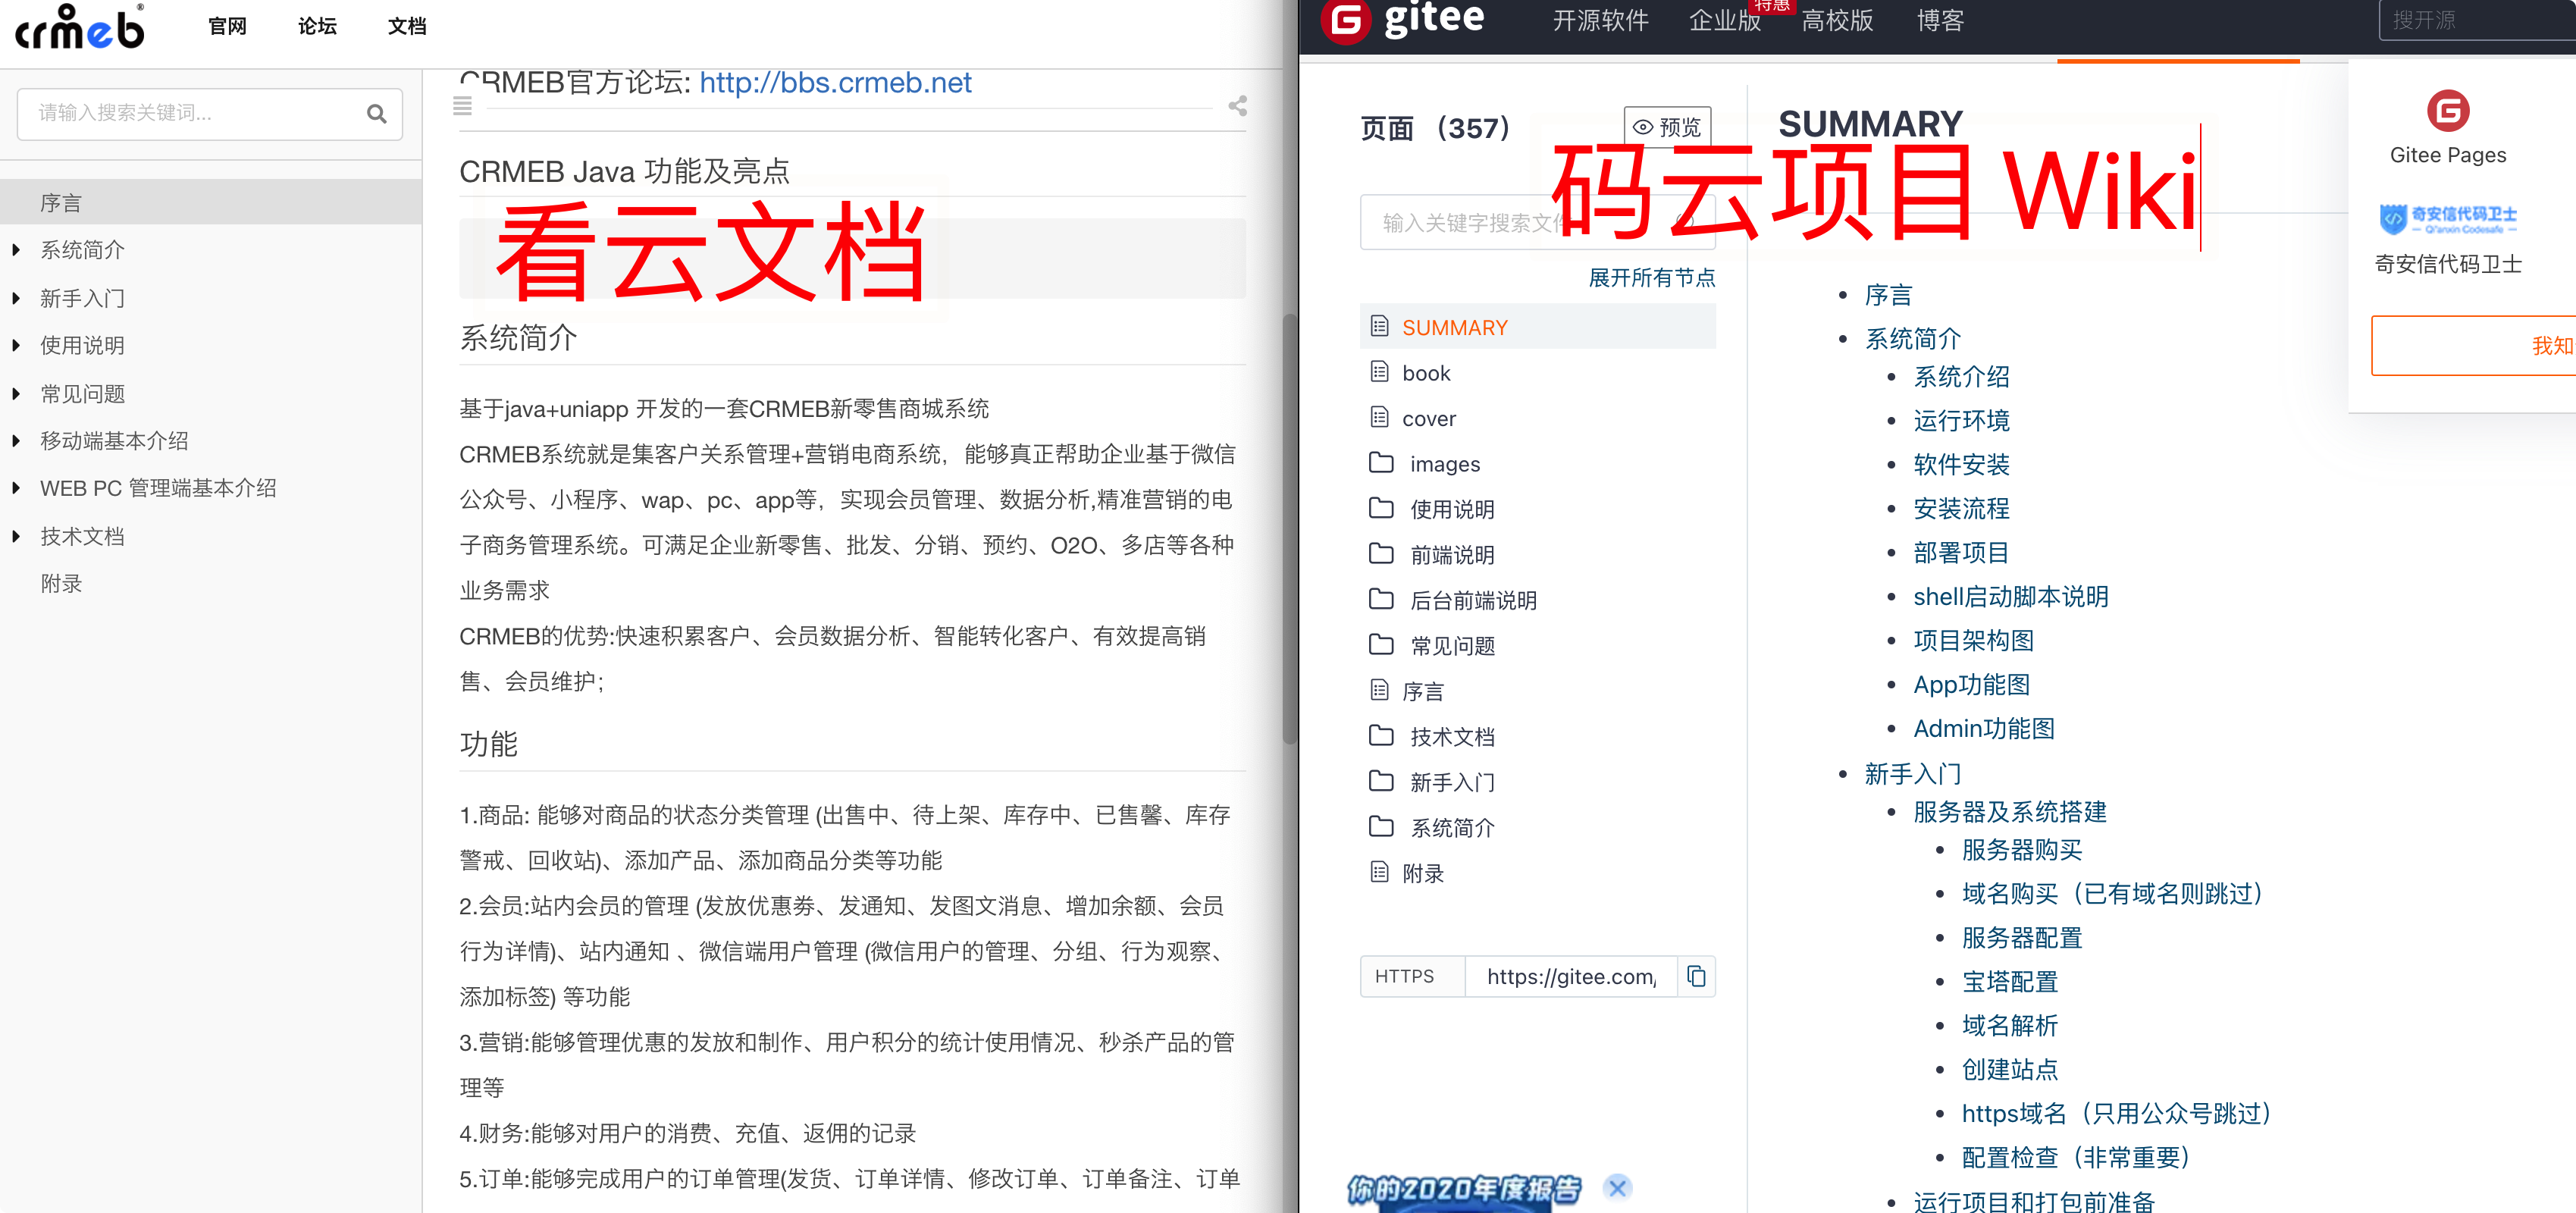 crmeb
官网 论坛 文档
请输入搜索关键词...
序言
系统简介
新手入门
使用说明
常见问题
移动端基本介绍
WEB PC 管理端基本介绍
技术文档
附录
CRMEB官方论坛: http://bbs.crmeb.net
CRMEB Java 功能及亮点
看云文档
系统简介
基于java+uniapp 开发的一套CRMEB新零售商城系统
CRMEB系统就是集客户关系管理+营销电商系统，能够真正帮助企业基于微信
公众号、小程序、wap、pc、app等，实现会员管理、数据分析,精准营销的电
子商务管理系统。可满足企业新零售、批发、分销、预约、O2O、多店等各种
业务需求
CRMEB的优势:快速积累客户、会员数据分析、智能转化客户、有效提高销
售、会员维护；
功能
1.商品: 能够对商品的状态分类管理 (出售中、待上架、库存中、已售馨、库存
警戒、回收站)、添加产品、添加商品分类等功能
2.会员:站内会员的管理 (发放优惠券、发通知、发图文消息、增加余额、会员
行为详情)、站内通知 、微信端用户管理 (微信用户的管理、分组、行为观察、
添加标签) 等功能
3.营销:能够管理优惠的发放和制作、用户积分的统计使用情况、秒杀产品的管
理等
4.财务:能够对用户的消费、充值、返佣的记录
5.订单:能够完成用户的订单管理(发货、订单详情、修改订单、订单备注、订单
gitee
开源软件 企业版 特惠 高校版 博客
搜开源
页面 （357）
预览
输入关键字搜索文件
展开所有节点
SUMMARY
book
cover
images
使用说明
前端说明
后台前端说明
常见问题
序言
技术文档
新手入门
系统简介
附录
HTTPS https://gitee.com/
你的2020年度报告
SUMMARY
码云项目 Wiki
序言
系统简介
系统介绍
运行环境
软件安装
安装流程
部署项目
shell启动脚本说明
项目架构图
App功能图
Admin功能图
新手入门
服务器及系统搭建
服务器购买
域名购买（已有域名则跳过）
服务器配置
宝塔配置
域名解析
创建站点
https域名（只用公众号跳过）
配置检查（非常重要）
运行项目和打包前准备
Gitee Pages
奇安信代码卫士
Qi'anxin Codesafe
奇安信代码卫士
我知